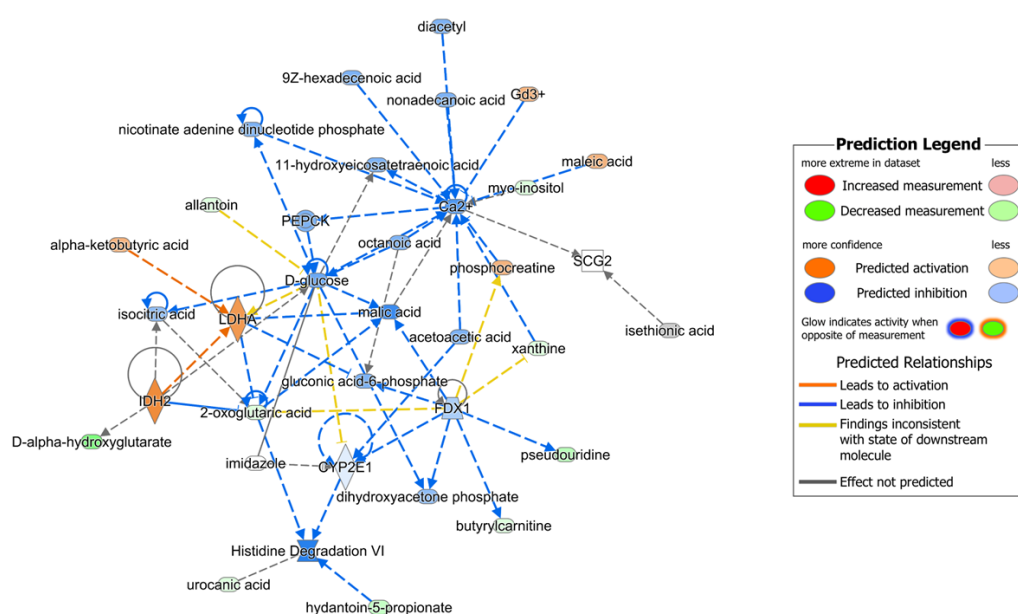 diacetyl
9Z-hexadecenoic acid
nonadecanoic acid
Gd3+
nicotinate adenine dinucleotide phosphate
11-hydroxyeicosatetraenoic acid
maleic acid
myo-inositol
allantoin
Ca2+
PEPCK
alpha-ketobutyric acid
octanoic acid
SCG2
phosphocreatine
D-glucose
isocitric acid
LDHA
malic acid
isethionic acid
acetoacetic acid
xanthine
gluconic acid-6-phosphate
IDH2
2-oxoglutaric acid
FDX1
D-alpha-hydroxyglutarate
pseudouridine
imidazole
CYP2E1
dihydroxyacetone phosphate
butyrylcarnitine
Histidine Degradation VI
urocanic acid
hydantoin-5-propionate
Prediction Legend
more extreme in dataset less
Increased measurement
Decreased measurement
more confidence less
Predicted activation
Predicted inhibition
Glow indicates activity when
opposite of measurement
Predicted Relationships
Leads to activation
Leads to inhibition
Findings inconsistent
with state of downstream
molecule
Effect not predicted